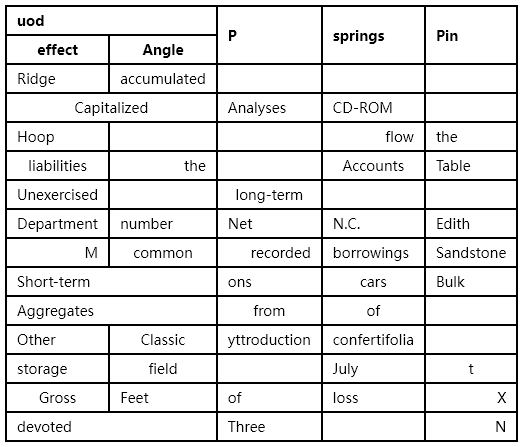 uod P springs Pin
effect Angle
Ridge accumulated
Capitalized Analyses CD-ROM
Hoop flow the
liabilities the Accounts Table
Unexercised long-term
Department number Net N.C. Edith
M common recorded borrowings Sandstone
Short-term ons cars Bulk
Aggregates from of
Other Classic yttroduction confertifolia
storage field July t
Gross Feet of loss X
devoted Three N